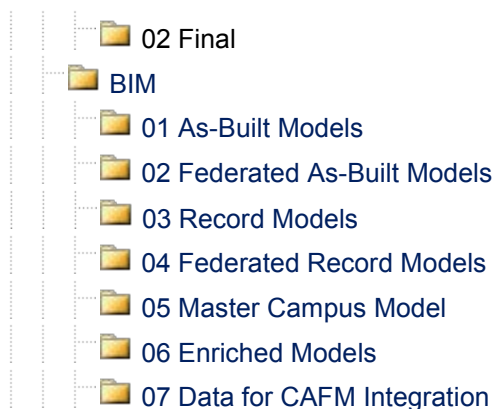 02 Final
BIM
01 As-Built Models
02 Federated As-Built Models
03 Record Models
04 Federated Record Models
05 Master Campus Model
06 Enriched Models
07 Data for CAFM Integration